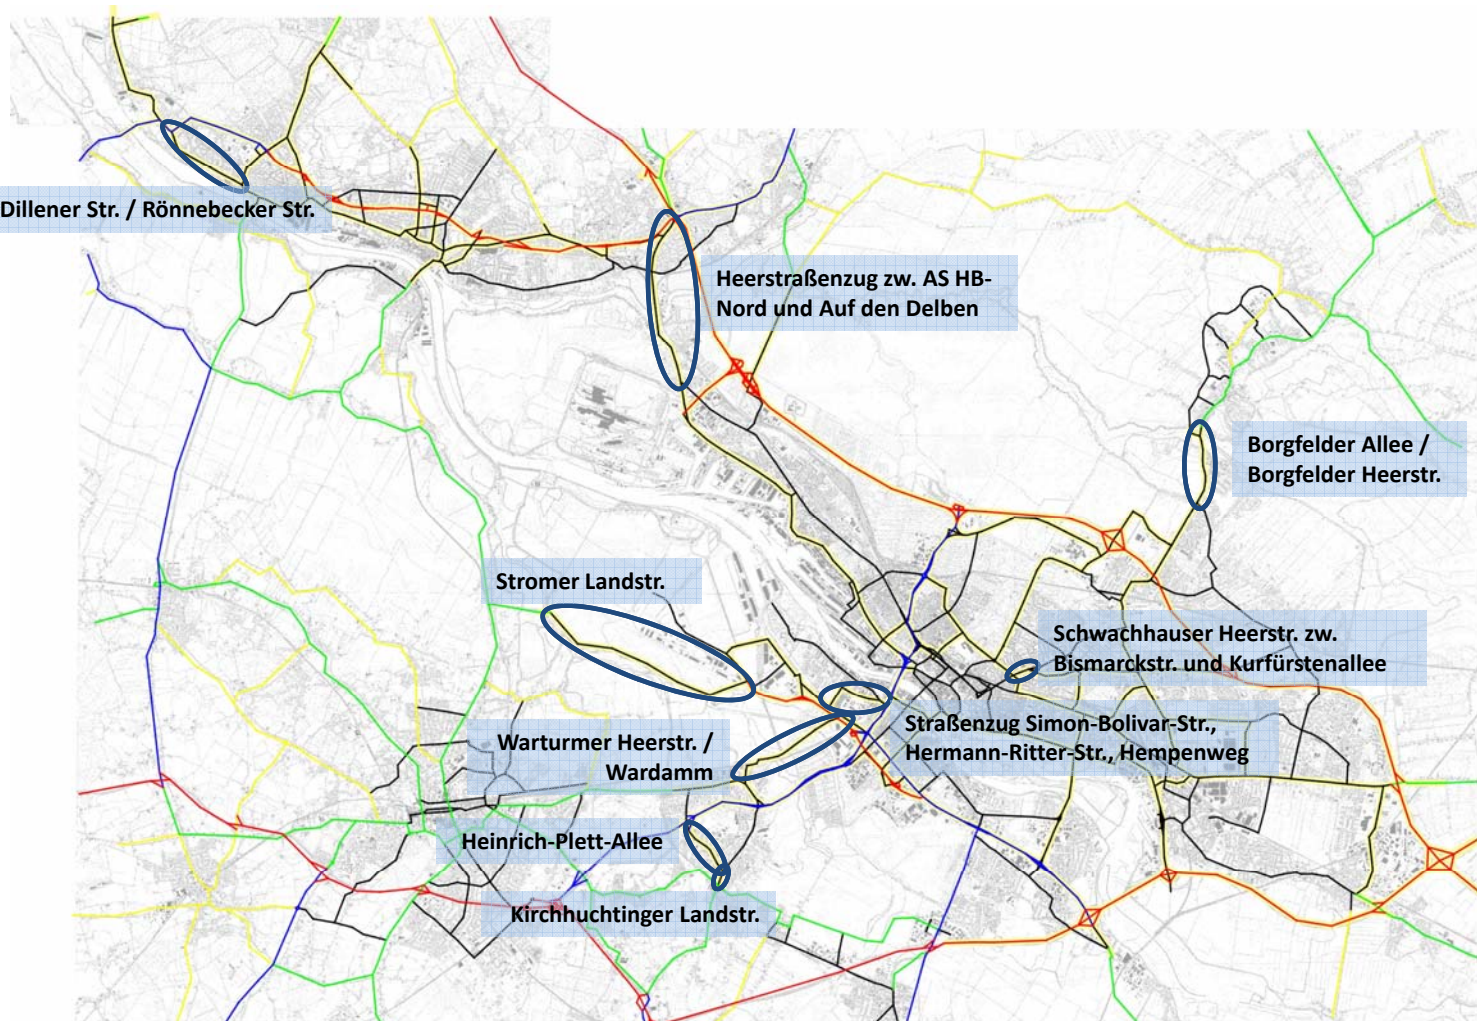 Dillener Str. / Rönnebecker Str.
Heerstraßenzug zw. AS HB-
Nord und Auf den Delben
Borgfelder Allee /
Borgfelder Heerstr.
Stromer Landstr.
Schwachhauser Heerstr. zw.
Bismarckstr. und Kurfürstenallee
Straßenzug Simon-Bolivar-Str.,
Hermann-Ritter-Str., Hempenweg
Warturmer Heerstr. /
Wardamm
Heinrich-Plett-Allee
Kirchhuchtinger Landstr.